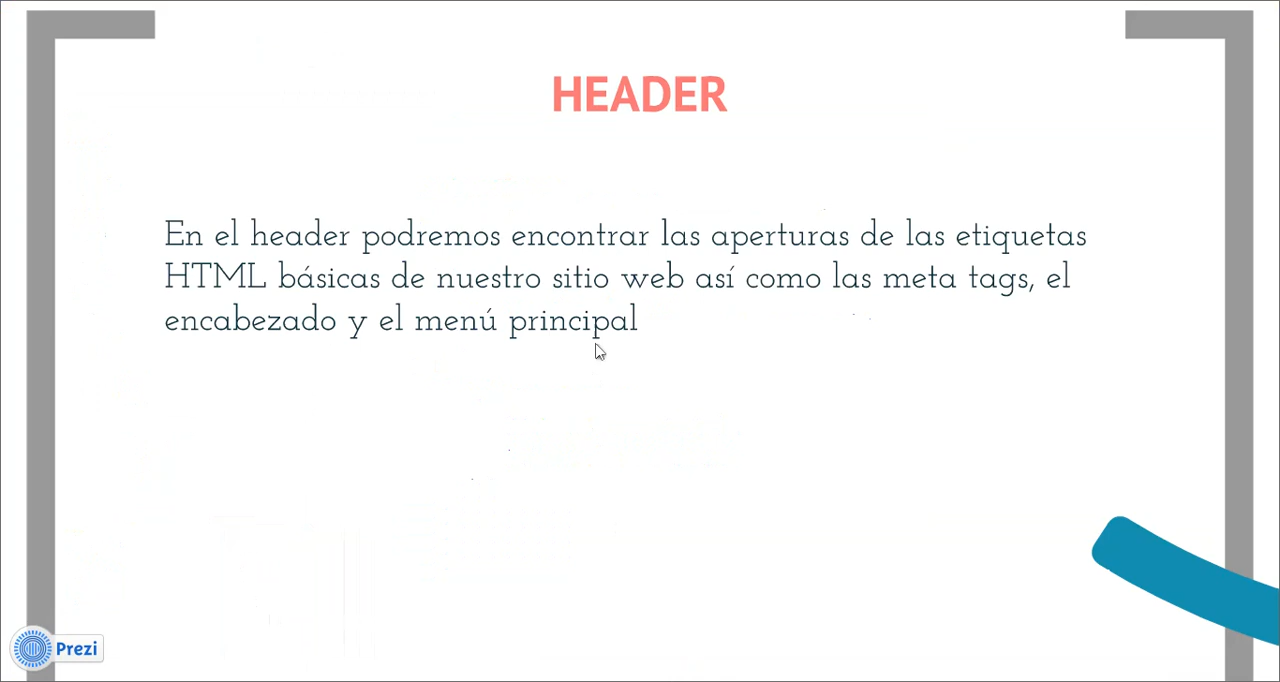 HEADER
En el header podremos encontrar las aperturas de las etiquetas
HTML básicas de nuestro sitio web así como las meta tags, el
encabezado y el menú principal
Prezi